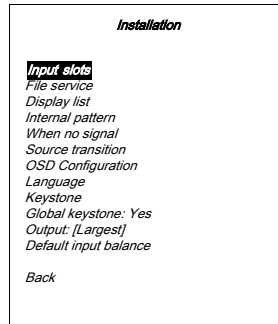 Installation
Input slots
File service
Display list
Internal pattern
When no signal
Source transition
OSD Configuration
Language
Keystone
Global keystone: Yes
Output: [Largest]
Default input balance
Back